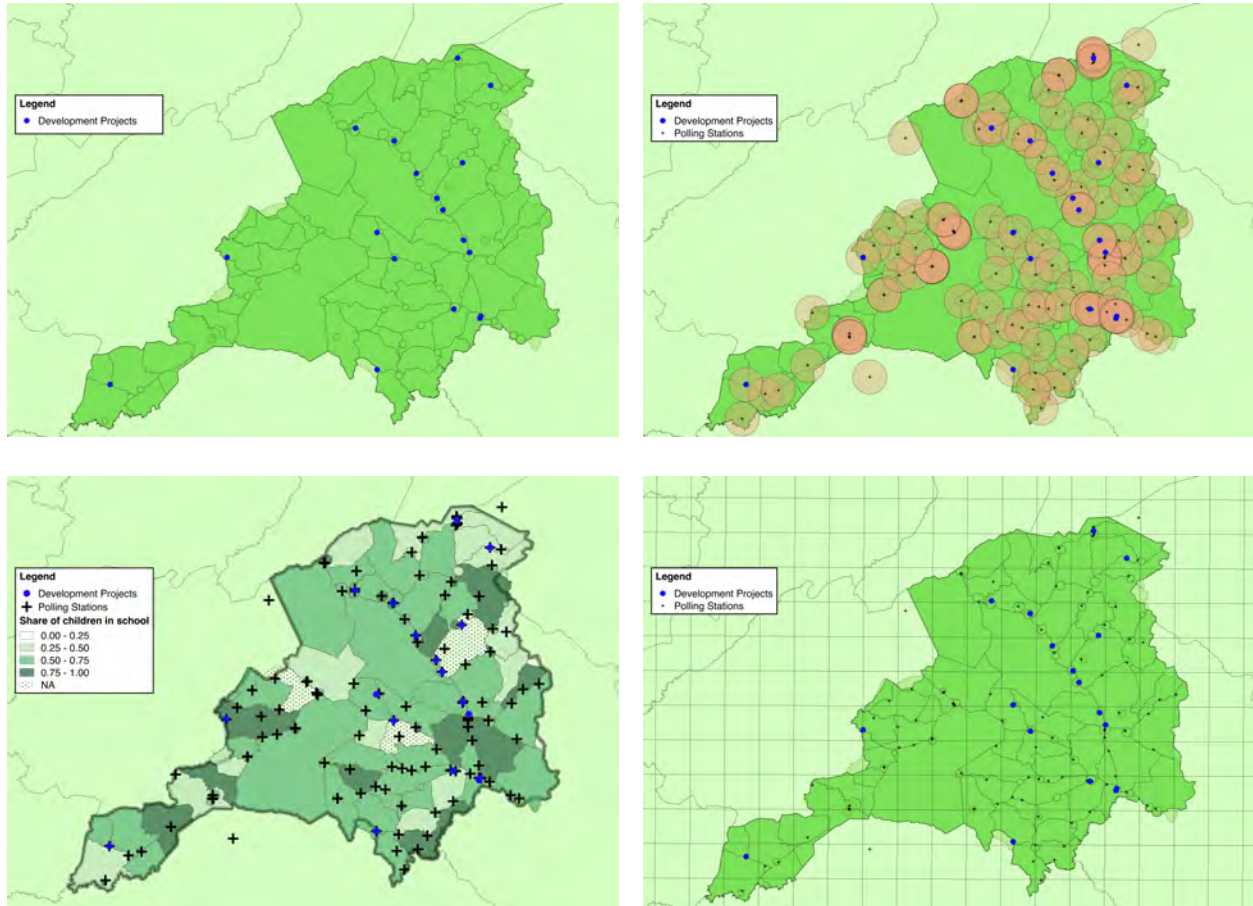 Legend
Development Projects
Legend
Development Projects
Polling Stations
Legend
Development Projects
Polling Stations
Share of children in school
0.00 - 0.25
0.25 - 0.50
0.50 - 0.75
0.75 - 1.00
NA
Legend
Development Projects
Polling Stations